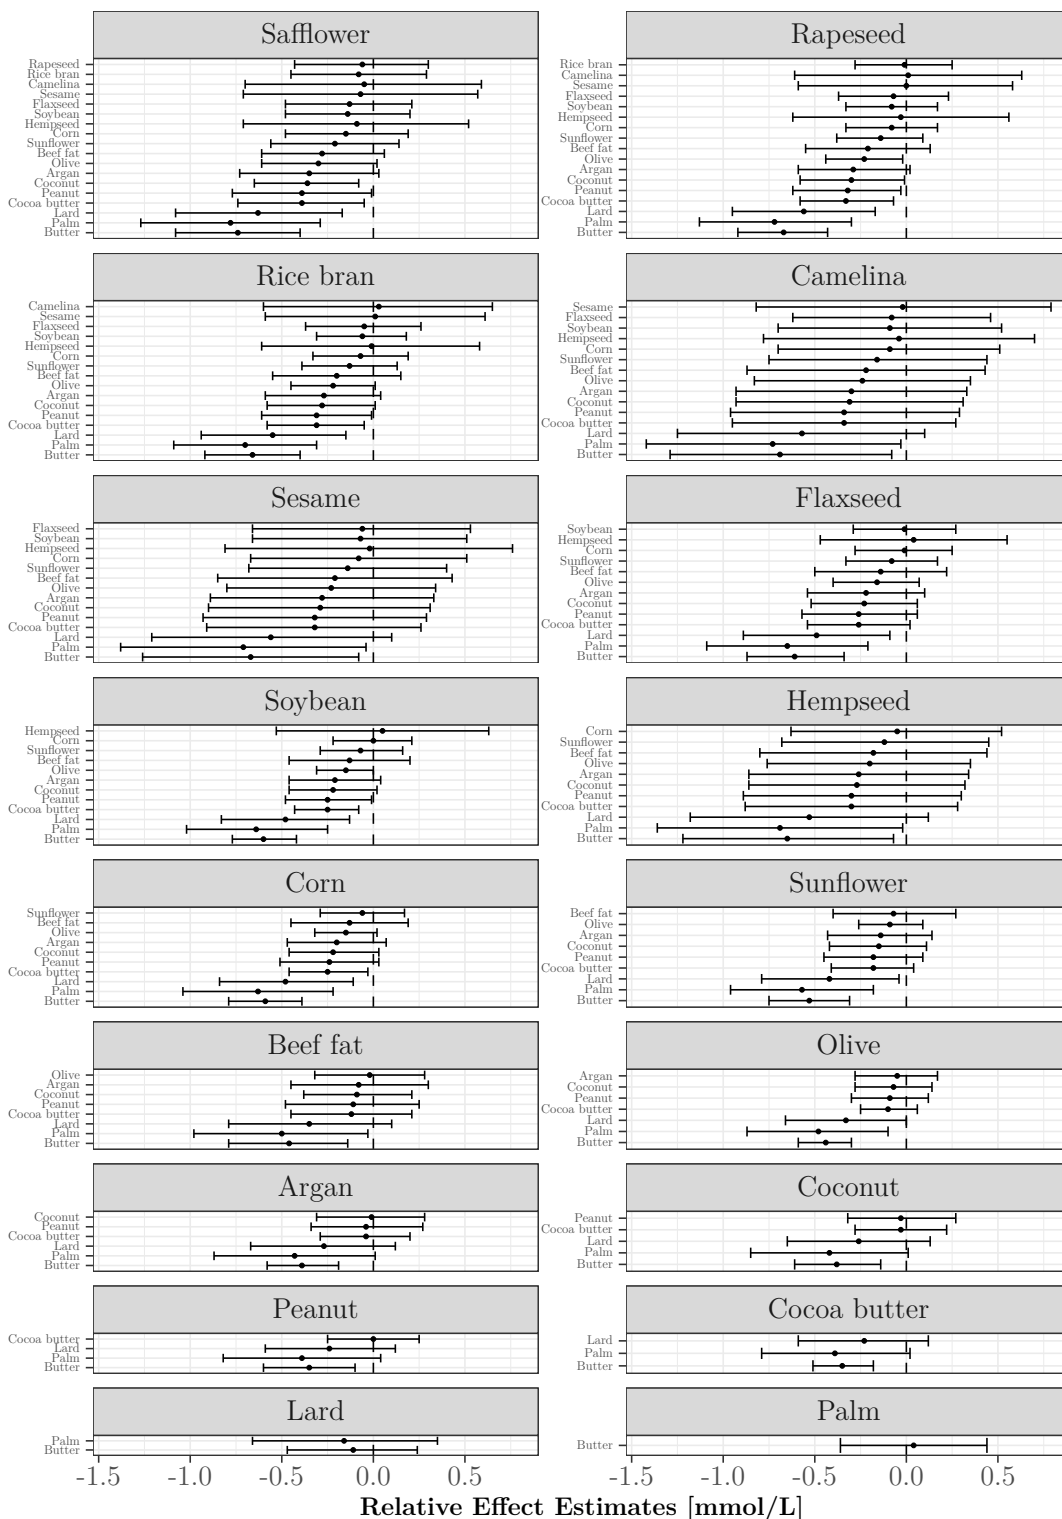 Safflower
Rapeseed
Rice bran
Camelina
Sesame
Flaxseed
Soybean
Hempseed
Corn
Sunflower
Beef fat
Olive
Argan
Coconut
Peanut
Cocoa butter
Lard
Palm
Butter
Rapeseed
Rice bran
Camelina
Sesame
Flaxseed
Soybean
Hempseed
Corn
Sunflower
Beef fat
Olive
Argan
Coconut
Peanut
Cocoa butter
Lard
Palm
Butter
Rice bran
Camelina
Sesame
Flaxseed
Soybean
Hempseed
Corn
Sunflower
Beef fat
Olive
Argan
Coconut
Peanut
Cocoa butter
Lard
Palm
Butter
Camelina
Sesame
Flaxseed
Soybean
Hempseed
Corn
Sunflower
Beef fat
Olive
Argan
Coconut
Peanut
Cocoa butter
Lard
Palm
Butter
Sesame
Flaxseed
Soybean
Hempseed
Corn
Sunflower
Beef fat
Olive
Argan
Coconut
Peanut
Cocoa butter
Lard
Palm
Butter
Flaxseed
Soybean
Hempseed
Corn
Sunflower
Beef fat
Olive
Argan
Coconut
Peanut
Cocoa butter
Lard
Palm
Butter
Soybean
Hempseed
Corn
Sunflower
Beef fat
Olive
Argan
Coconut
Peanut
Cocoa butter
Lard
Palm
Butter
Hempseed
Corn
Sunflower
Beef fat
Olive
Argan
Coconut
Peanut
Cocoa butter
Lard
Palm
Butter
Corn
Sunflower
Beef fat
Olive
Argan
Coconut
Peanut
Cocoa butter
Lard
Palm
Butter
Sunflower
Beef fat
Olive
Argan
Coconut
Peanut
Cocoa butter
Lard
Palm
Butter
Beef fat
Olive
Argan
Coconut
Peanut
Cocoa butter
Lard
Palm
Butter
Olive
Argan
Coconut
Peanut
Cocoa butter
Lard
Palm
Butter
Argan
Coconut
Peanut
Cocoa butter
Lard
Palm
Butter
Coconut
Peanut
Cocoa butter
Lard
Palm
Butter
Peanut
Cocoa butter
Lard
Palm
Butter
Cocoa butter
Lard
Palm
Butter
Lard
Palm
Butter
Palm
Butter
-1.5 -1.0 -0.5 0.0 0.5
-1.5 -1.0 -0.5 0.0 0.5
Relative Effect Estimates [mmol/L]